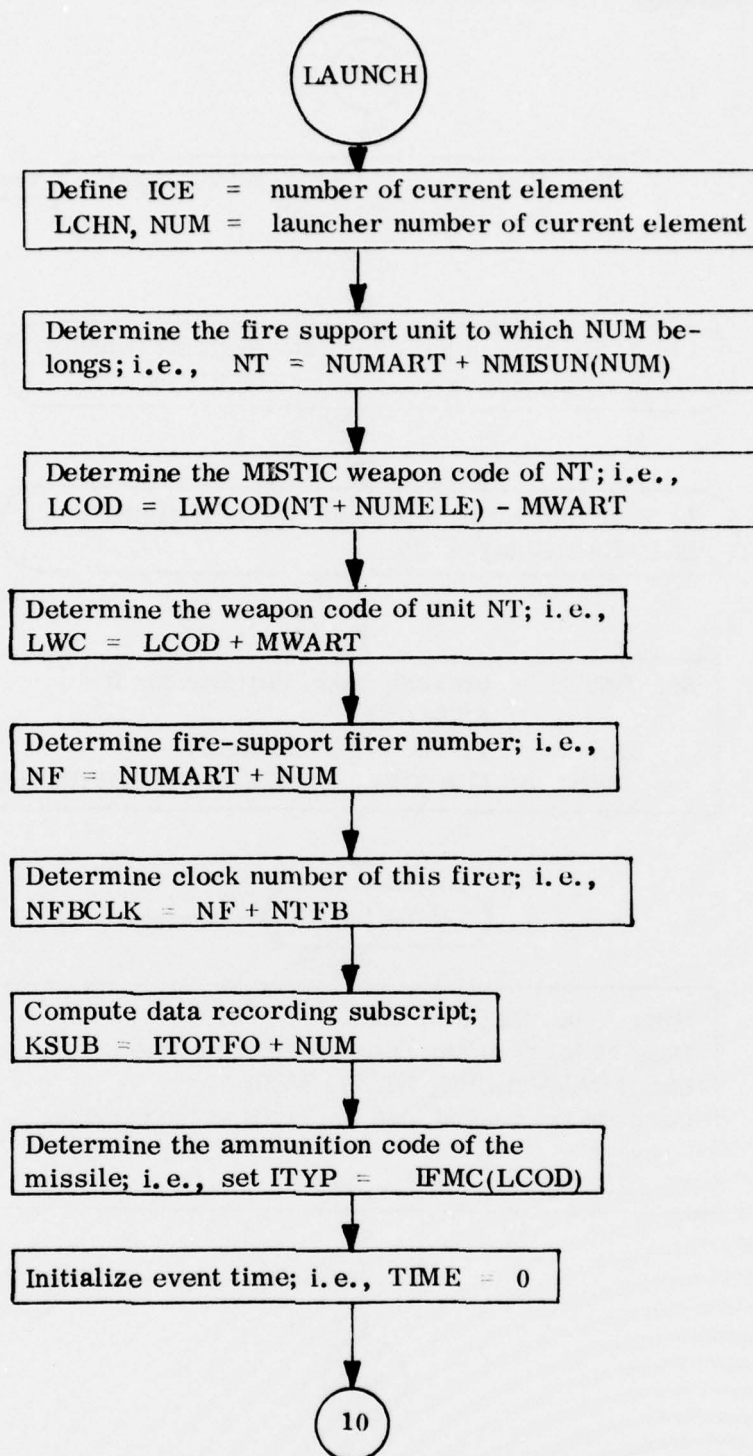 LAUNCH
Define ICE = number of current element
LCHN, NUM = launcher number of current element
Determine the fire support unit to which NUM be-
longs; i.e., NT = NUMART + NMISUN(NUM)
Determine the MISTIC weapon code of NT; i.e.,
LCOD = LWCOD(NT+NUMELE) - MWART
Determine the weapon code of unit NT; i.e.,
LWC = LCOD + MWART
Determine fire-support firer number; i.e.,
NF = NUMART + NUM
Determine clock number of this firer; i.e.,
NFBCLK = NF + NTFB
Compute data recording subscript;
KSUB = ITOTFO + NUM
Determine the ammunition code of the
missile; i.e., set ITYP = IFMC(LCOD)
Initialize event time; i.e., TIME = 0
10